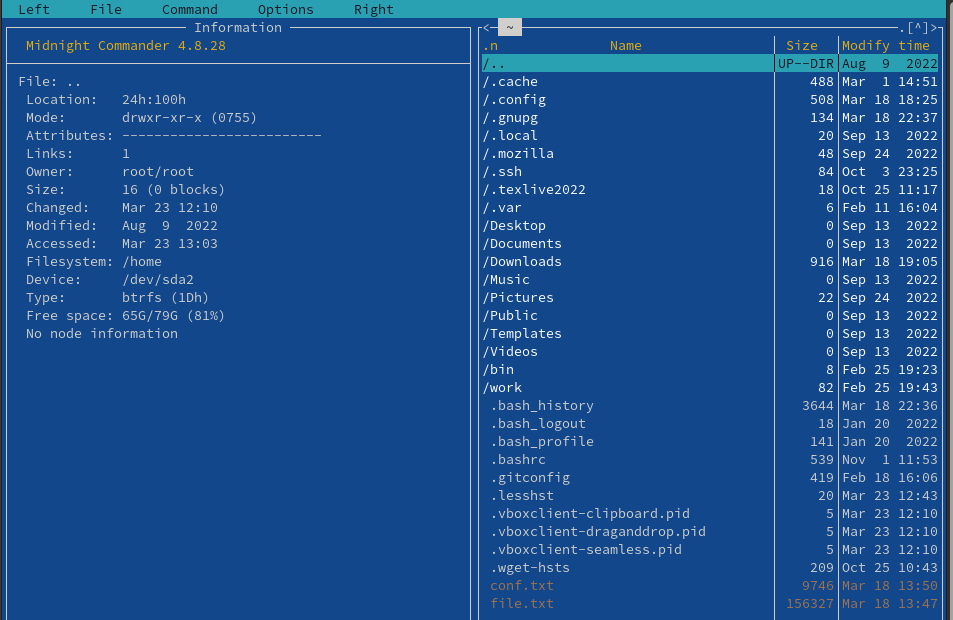 Left File Command Options Right
Information
Midnight Commander 4.8.28
File: ..
Location: 24h:100h
Mode: drwxr-xr-x (0755)
Attributes: -------------------------
Links: 1
Owner: root/root
Size: 16 (0 blocks)
Changed: Mar 23 12:10
Modified: Aug 9 2022
Accessed: Mar 23 13:03
Filesystem: /home
Device: /dev/sda2
Type: btrfs (1Dh)
Free space: 65G/79G (81%)
No node information
<- ~ .[^]>
.n Name Size Modify time
/.. UP--DIR Aug 9 2022
/.cache 488 Mar 1 14:51
/.config 508 Mar 18 18:25
/.gnupg 134 Mar 18 22:37
/.local 20 Sep 13 2022
/.mozilla 48 Sep 24 2022
/.ssh 84 Oct 3 23:25
/.texlive2022 18 Oct 25 11:17
/.var 6 Feb 11 16:04
/Desktop 0 Sep 13 2022
/Documents 0 Sep 13 2022
/Downloads 916 Mar 18 19:05
/Music 0 Sep 13 2022
/Pictures 22 Sep 24 2022
/Public 0 Sep 13 2022
/Templates 0 Sep 13 2022
/Videos 0 Sep 13 2022
/bin 8 Feb 25 19:23
/work 82 Feb 25 19:43
.bash_history 3644 Mar 18 22:36
.bash_logout 18 Jan 20 2022
.bash_profile 141 Jan 20 2022
.bashrc 539 Nov 1 11:53
.gitconfig 419 Feb 18 16:06
.lesshst 20 Mar 23 12:43
.vboxclient-clipboard.pid 5 Mar 23 12:10
.vboxclient-draganddrop.pid 5 Mar 23 12:10
.vboxclient-seamless.pid 5 Mar 23 12:10
.wget-hsts 209 Oct 25 10:43
conf.txt 9746 Mar 18 13:50
file.txt 156327 Mar 18 13:47